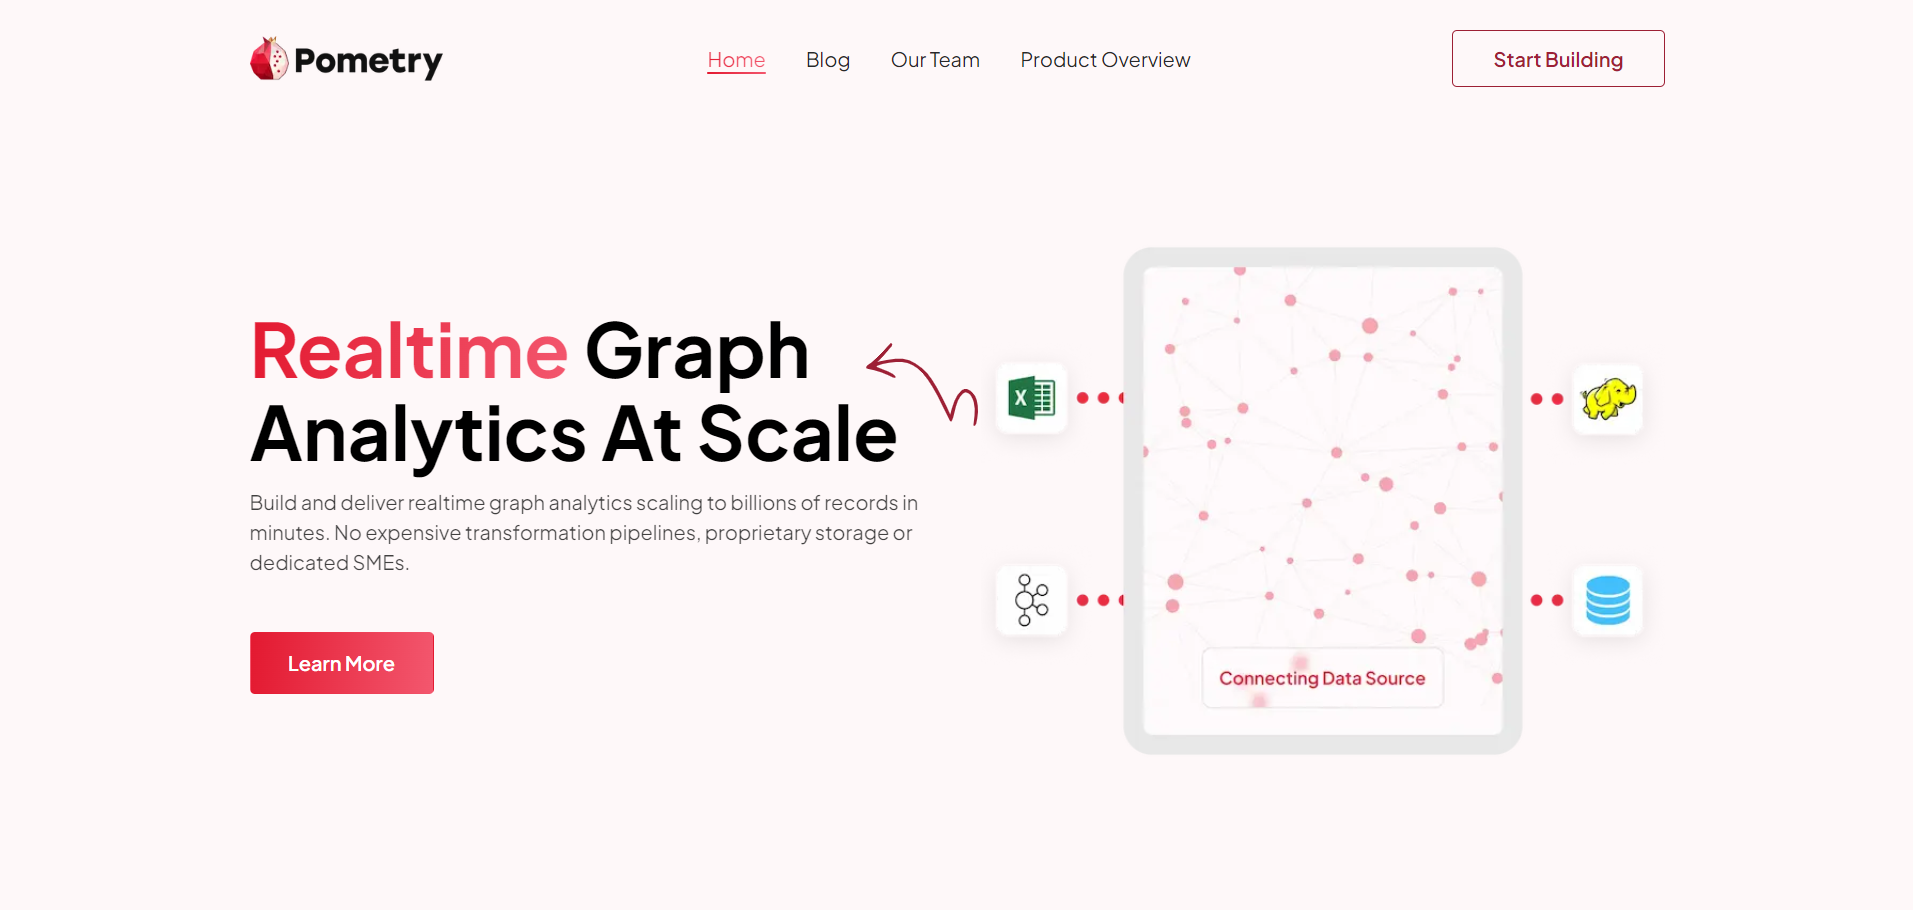 Pometry
Home
Blog
Our Team
Product Overview
Start Building
Realtime Graph
Analytics At Scale
Build and deliver realtime graph analytics scaling to billions of records in
minutes. No expensive transformation pipelines, proprietary storage or
dedicated SMEs.
Learn More
X
Connecting Data Source